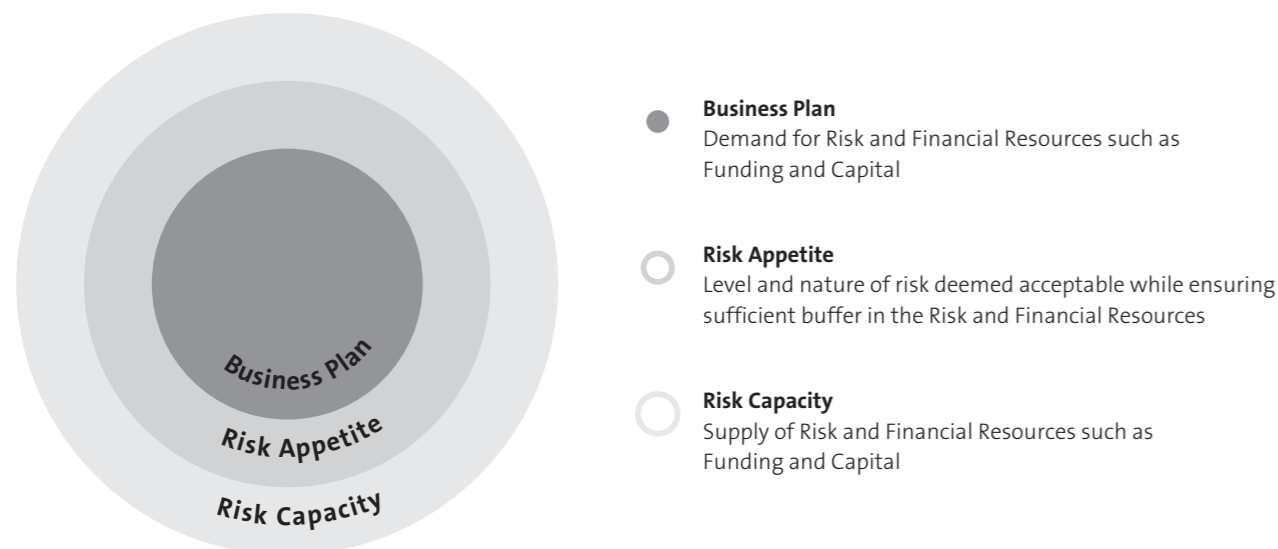 Business Plan
Risk Appetite
Risk Capacity
Business Plan
Demand for Risk and Financial Resources such as
Funding and Capital
Risk Appetite
Level and nature of risk deemed acceptable while ensuring
sufficient buffer in the Risk and Financial Resources
Risk Capacity
Supply of Risk and Financial Resources such as
Funding and Capital